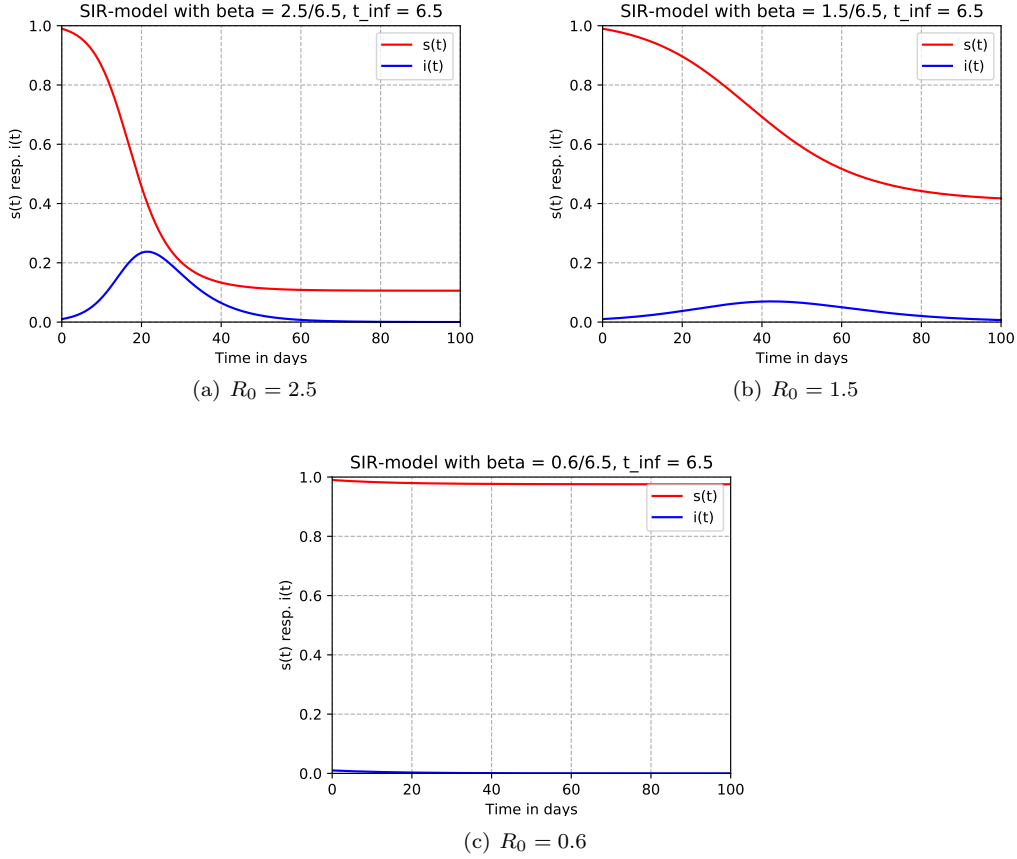 SIR-model with beta = 2.5/6.5, t_inf = 6.5
s(t)
i(t)
s(t) resp. i(t)
1.0
0.8
0.6
0.4
0.2
0.0
0 20 40 60 80 100
Time in days
(a) R₀ = 2.5
SIR-model with beta = 1.5/6.5, t_inf = 6.5
s(t)
i(t)
s(t) resp. i(t)
1.0
0.8
0.6
0.4
0.2
0.0
0 20 40 60 80 100
Time in days
(b) R₀ = 1.5
SIR-model with beta = 0.6/6.5, t_inf = 6.5
s(t)
i(t)
s(t) resp. i(t)
1.0
0.8
0.6
0.4
0.2
0.0
0 20 40 60 80 100
Time in days
(c) R₀ = 0.6